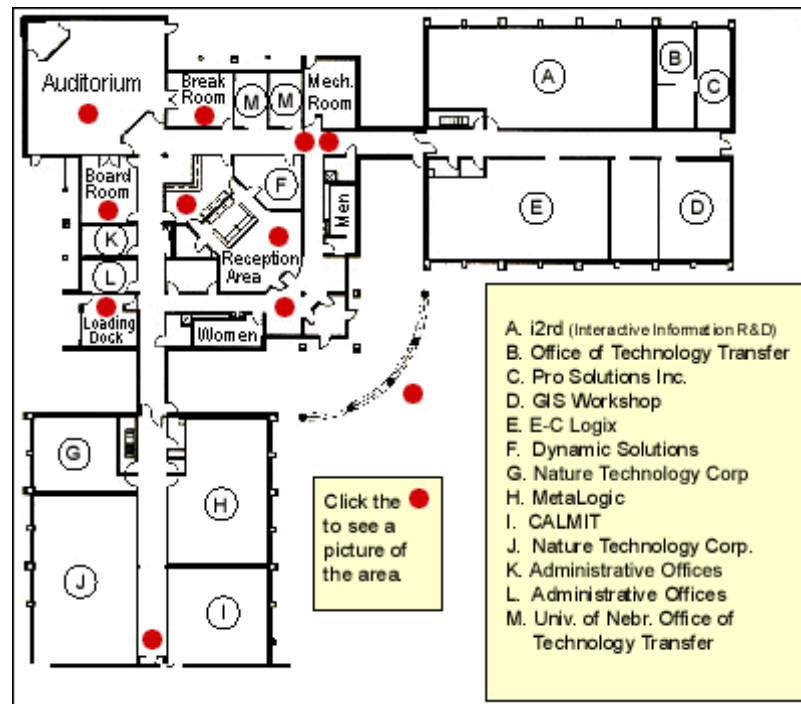 Auditorium
Break
Room
M
M
Mech.
Room
A
B
C
Board
Room
F
Men
E
D
K
Reception
Area
L
Loading
Dock
Women
G
H
J
I
Click the
to see a
picture of
the area.
A. i2rd (Interactive Information R&D)
B. Office of Technology Transfer
C. Pro Solutions Inc.
D. GIS Workshop
E. E-C Logix
F. Dynamic Solutions
G. Nature Technology Corp
H. MetaLogic
I. CALMIT
J. Nature Technology Corp.
K. Administrative Offices
L. Administrative Offices
M. Univ. of Nebr. Office of
Technology Transfer